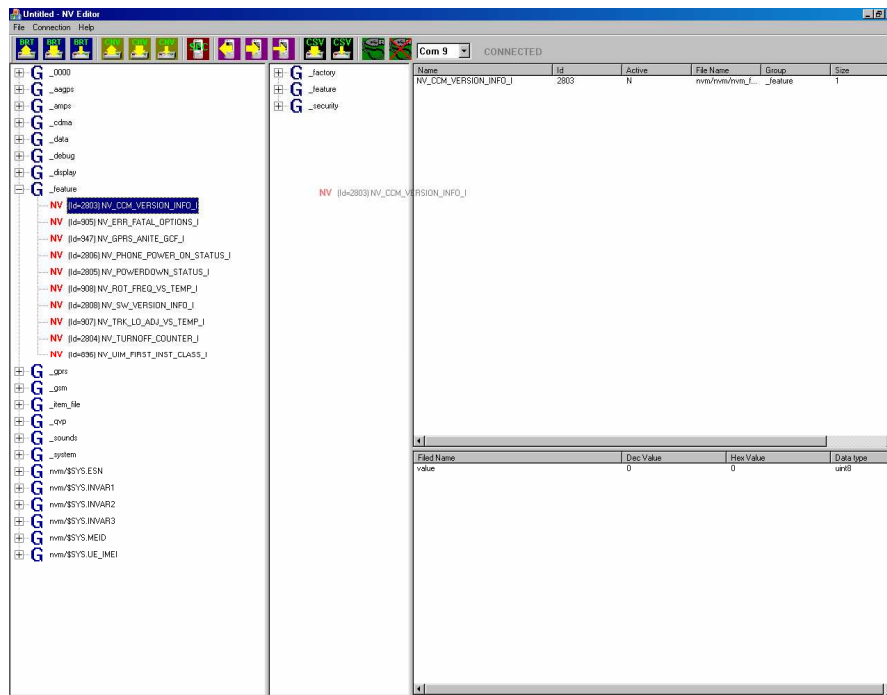 Untitled - NV Editor
File Connection Help
BRT BRT BRT CSV CSV Com 9 CONNECTED
_0000
_aagps
_amps
_cdma
_data
_debug
_display
_feature
NV (Id=2803) NV_CCM_VERSION_INFO_I
NV (Id=905) NV_ERR_FATAL_OPTIONS_I
NV (Id=947) NV_GPRS_ANITE_GCF_I
NV (Id=2806) NV_PHONE_POWER_ON_STATUS_I
NV (Id=2805) NV_POWERDOWN_STATUS_I
NV (Id=908) NV_ROT_FREQ_VS_TEMP_I
NV (Id=2808) NV_SW_VERSION_INFO_I
NV (Id=907) NV_TRK_LO_ADJ_VS_TEMP_I
NV (Id=2804) NV_TURNOFF_COUNTER_I
NV (Id=896) NV_UIM_FIRST_INST_CLASS_I
_gprs
_gsm
_item_file
_qvp
_sounds
_system
nvm/$SYS.ESN
nvm/$SYS.INVAR1
nvm/$SYS.INVAR2
nvm/$SYS.INVAR3
nvm/$SYS.MEID
nvm/$SYS.UE_IMEI
_factory
_feature
_security
NV (Id=2803) NV_CCM_VERSION_INFO_I
Name Id Active File Name Group Size
NV_CCM_VERSION_INFO_I 2803 N nvm/nvm/nvm_f... _feature 1
Filed Name Dec Value Hex Value Data type
value 0 0 uint8